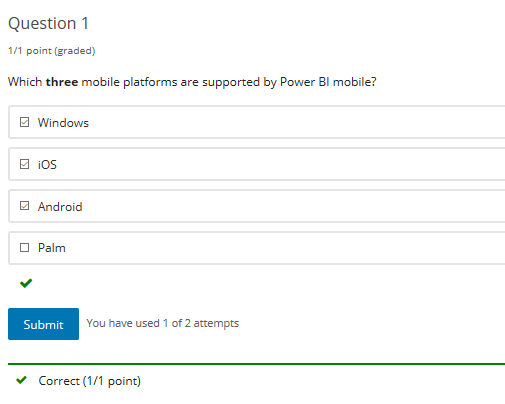 Question 1
1/1 point (graded)
Which three mobile platforms are supported by Power BI mobile?
Windows
iOS
Android
Palm
Submit You have used 1 of 2 attempts
Correct (1/1 point)